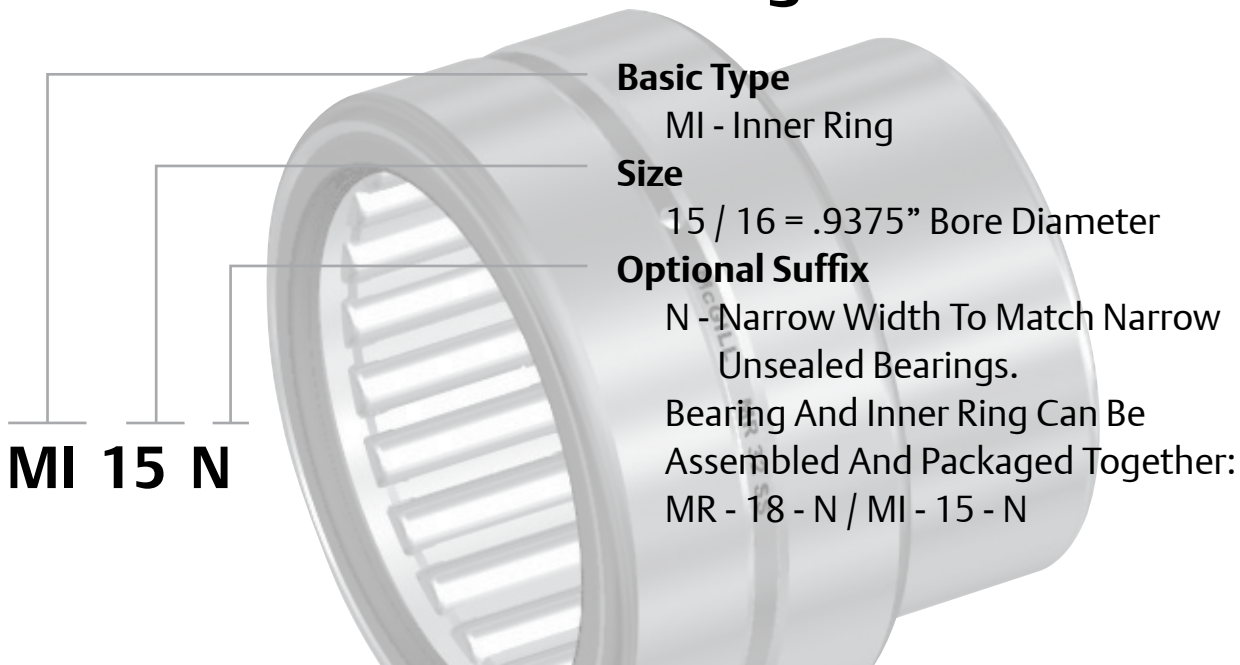 Basic Type
MI - Inner Ring
Size
15 / 16 = .9375” Bore Diameter
Optional Suffix
N - Narrow Width To Match Narrow
Unsealed Bearings.
Bearing And Inner Ring Can Be
Assembled And Packaged Together:
MR - 18 - N / MI - 15 - N
MI 15 N